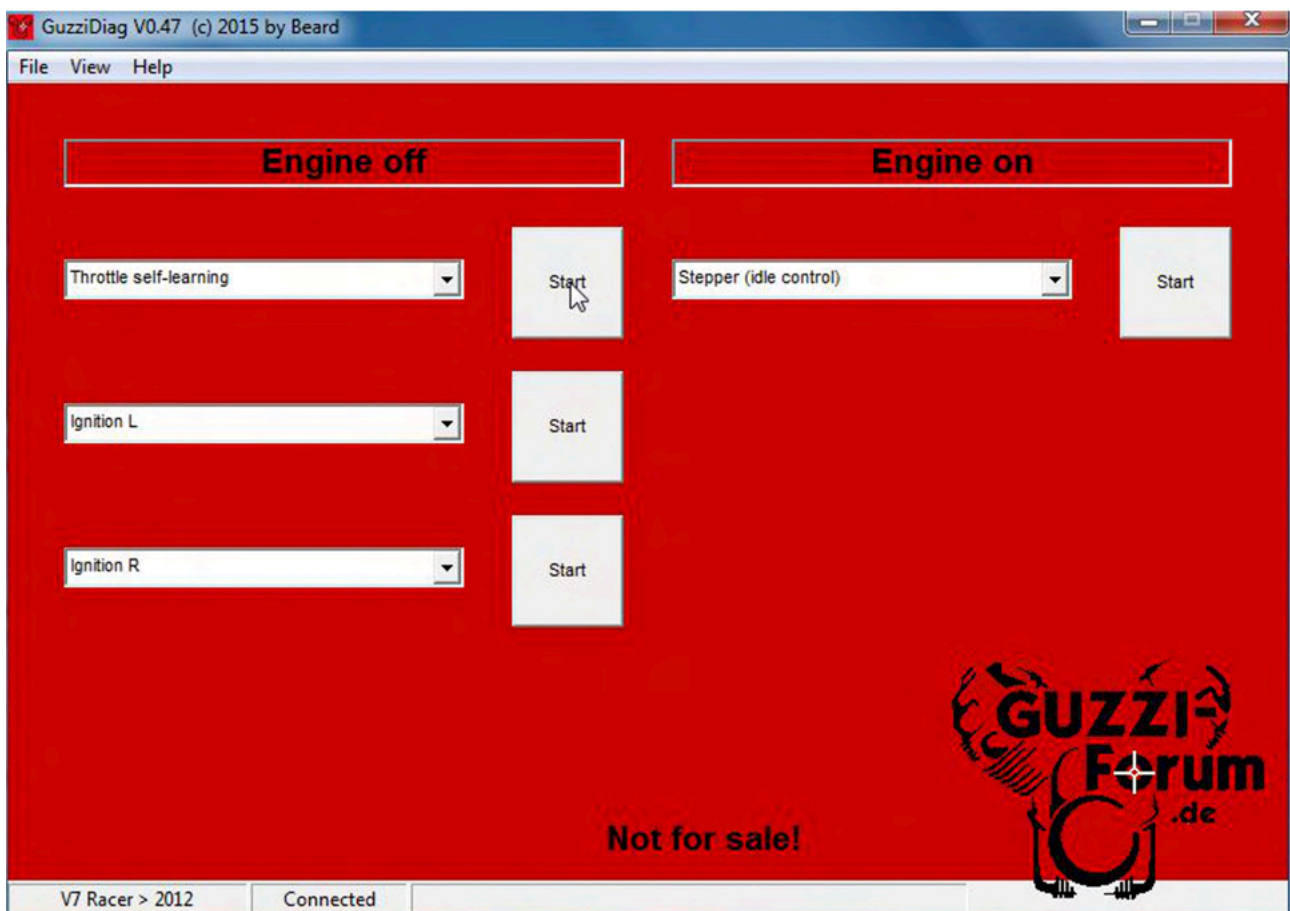 GuzziDiag V0.47 (c) 2015 by Beard
File View Help
Engine off
Engine on
Throttle self-learning
Start
Stepper (idle control)
Start
Ignition L
Start
Ignition R
Start
GUZZI-
Forum
.de
Not for sale!
V7 Racer > 2012
Connected